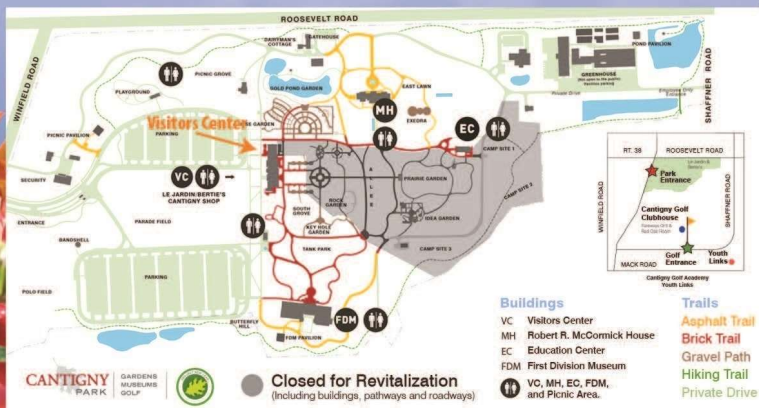 ROOSEVELT ROAD
WINFIELD ROAD
SHAFFNER ROAD
DAIRYMAN'S
COTTAGE
GATEHOUSE
POND PAVILION
PICNIC GROVE
PLAYGROUND
GOLD POND GARDEN
EAST LAWN
GREENHOUSE
Private Drive
Employee Only
Entrance
MH
EXEDRA
Visitors Center
PICNIC PAVILION
PARKING
EC
CAMP SITE 1
SECURITY
VC
LE JARDIN/BERTIE'S
CANTIGNY SHOP
ROCK
GARDEN
ALLEE
PRAIRIE GARDEN
CAMP SITE 2
ENTRANCE
PARADE FIELD
SOUTH
GROVE
IDEA GARDEN
KEY HOLE
GARDEN
BANDSHELL
TANK PARK
CAMP SITE 3
PARKING
POLO FIELD
BUTTERFLY
HILL
FDM
FDM PAVILION
RT. 38
ROOSEVELT ROAD
Park
Entrance
WINFIELD ROAD
SHAFFNER ROAD
Cantigny Golf
Clubhouse
Golf
Entrance
Youth
Links
MACK ROAD
Cantigny Golf Academy
Youth Links
Buildings
VC Visitors Center
MH Robert R. McCormick House
EC Education Center
FDM First Division Museum
VC, MH, EC, FDM,
and Picnic Area.
Trails
Asphalt Trail
Brick Trail
Gravel Path
Hiking Trail
Private Drive
CANTIGNY
PARK
GARDENS
MUSEUMS
GOLF
Closed for Revitalization
(Including buildings, pathways and roadways)